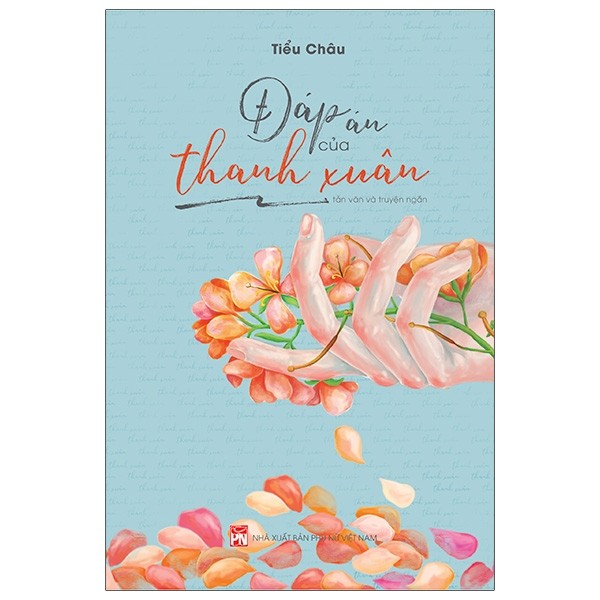 Tiểu Châu
Đáp án
của
thanh xuân
tản văn và truyện ngắn
PN
NHÀ XUẤT BẢN PHỤ NỮ VIỆT NAM